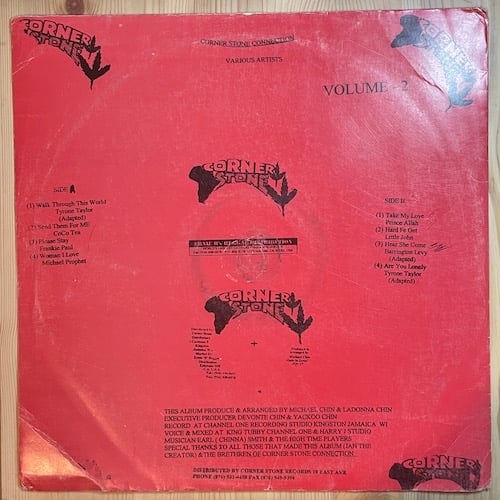 CORNER STONE
CORNER STONE
CORNER STONE CONNECTION
VARIOUS ARTISTS
VOLUME - 2
CORNER STONE
SIDE A
(1) Walk Through This World
Tyrone Taylor
(Adapted)
(2) Send Them For ME
CoCo Tea
(3) Please Stay
Frankie Paul
(4) Woman I Love
Michael Prophet
SIDE B
(1) Take My Love
Prince Allah
(2) Hard Fe Get
Little John
(3) Hear She Come
Barrington Levy
(Adapted)
(4) Are You Lonely
Tyrone Taylor
(Adapted)
CORNER STONE
THIS ALBUM PRODUCE & ARRANGED BY MICHAEL CHIN & LADONNA CHIN
EXECUTIVE PRODUCER DEVONTE CHIN & YACKOO CHIN
RECORD AT CHANNEL ONE RECORDING STUDIO KINGSTON JAMAICA WI
VOICE & MIXED AT KING TUBBY CHANNEL ONE & HARRY J STUDIO
MUSICIAN EARL (CHINNA) SMITH & THE HIGH TIME PLAYERS
SPECIAL THANKS TO ALL THOSE THAT MADE THIS ALBUM (JAH THE
CREATOR) & THE BRETHREN OF CORNER STONE CONNECTION
DISTRIBUTED BY CORNER STONE RECORDS 18 EAST AVE